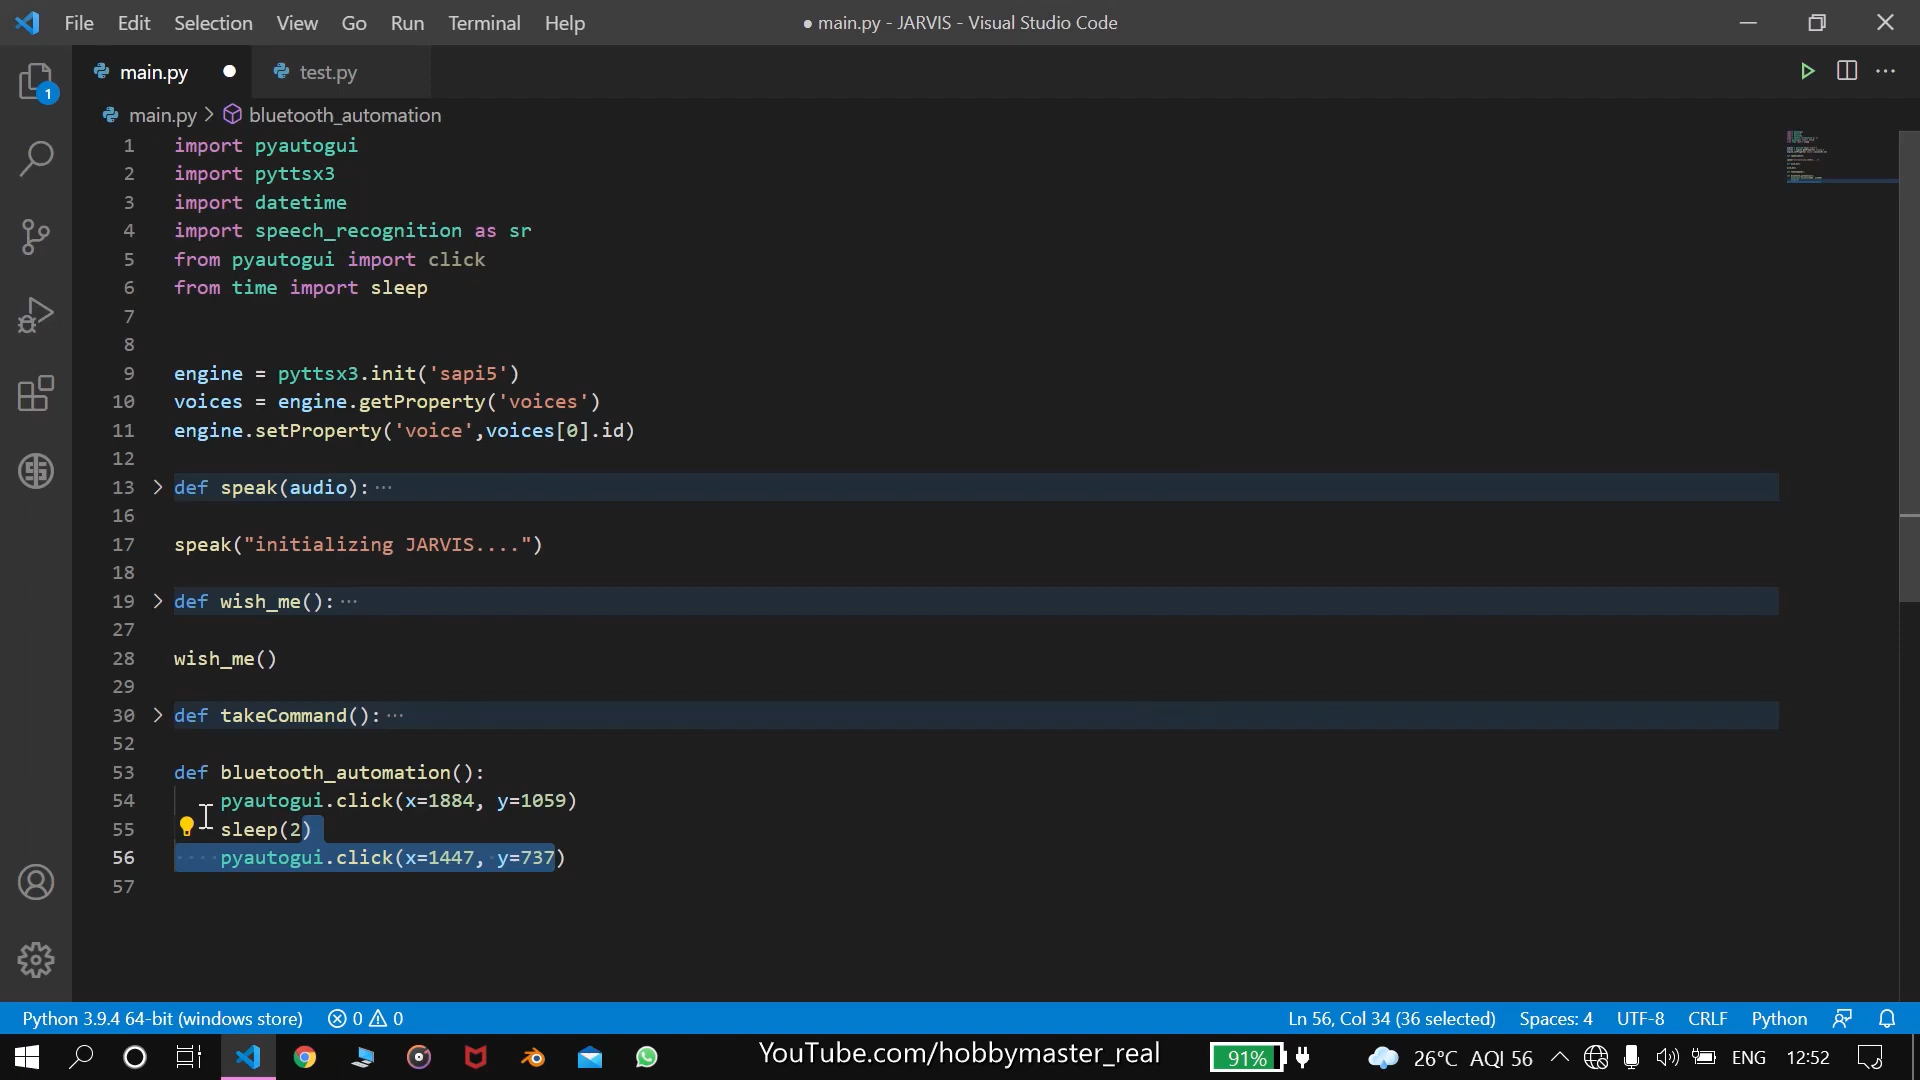 File Edit Selection View Go Run Terminal Help ● main.py - JARVIS - Visual Studio Code
main.py test.py
1
main.py > bluetooth_automation
1 import pyautogui
2 import pyttsx3
3 import datetime
4 import speech_recognition as sr
5 from pyautogui import click
6 from time import sleep
7
8
9 engine = pyttsx3.init('sapi5')
10 voices = engine.getProperty('voices')
11 engine.setProperty('voice',voices[0].id)
12
13 def speak(audio):···
16
17 speak("initializing JARVIS....")
18
19 def wish_me():···
27
28 wish_me()
29
30 def takeCommand():···
52
53 def bluetooth_automation():
54 pyautogui.click(x=1884, y=1059)
55 sleep(2)
56 pyautogui.click(x=1447, y=737)
57
Python 3.9.4 64-bit (windows store) 0 0 Ln 56, Col 34 (36 selected) Spaces: 4 UTF-8 CRLF Python
YouTube.com/hobbymaster_real 91% 26°C AQI 56 ENG 12:52